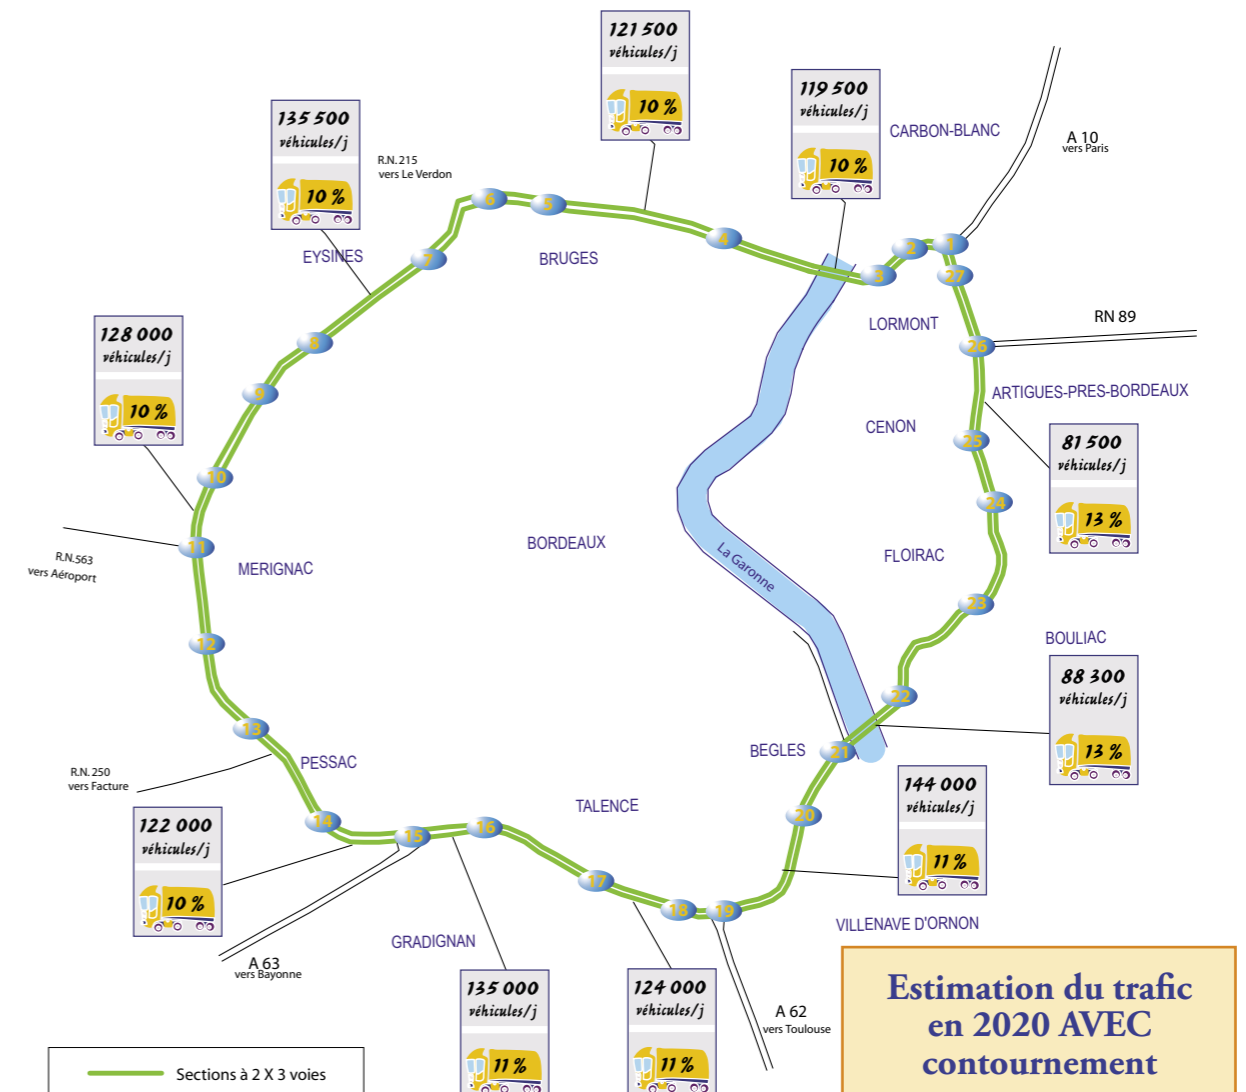 121 500
véhicules/j
10 %
119 500
véhicules/j
10 %
CARBON-BLANC
A 10
vers Paris
135 500
véhicules/j
10 %
R.N.215
vers Le Verdon
EYSINES
BRUGES
6
5
4
7
3
2
1
27
LORMONT
RN 89
26
128 000
véhicules/j
10 %
8
9
10
ARTIGUES-PRES-BORDEAUX
CENON
25
81 500
véhicules/j
13 %
24
11
R.N.563
vers Aéroport
MERIGNAC
BORDEAUX
La Garonne
FLOIRAC
23
12
BOULIAC
88 300
véhicules/j
13 %
22
13
PESSAC
R.N. 250
vers Facture
BEGLES
21
144 000
véhicules/j
11 %
TALENCE
20
14
15
16
122 000
véhicules/j
10 %
17
18
19
VILLENAVE D'ORNON
GRADIGNAN
A 63
vers Bayonne
135 000
véhicules/j
11 %
124 000
véhicules/j
11 %
A 62
vers Toulouse
Estimation du trafic
en 2020 AVEC
contournement
Sections à 2 X 3 voies